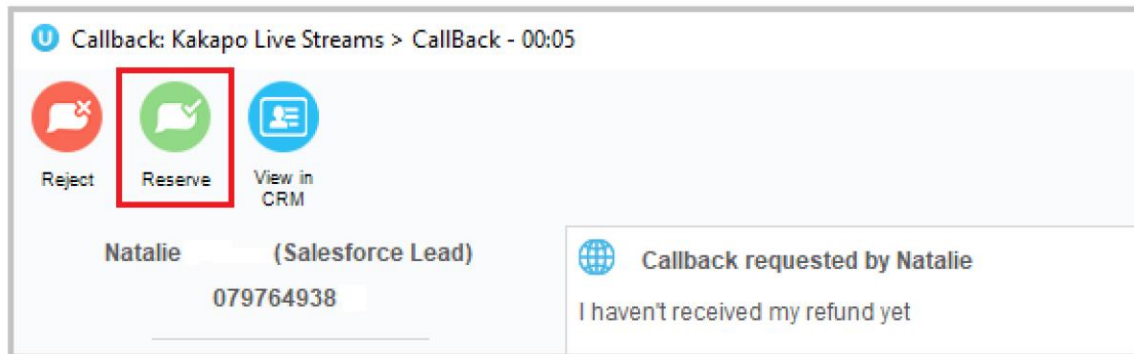 U Callback: Kakapo Live Streams > CallBack - 00:05
Reject Reserve View in
CRM
Natalie (Salesforce Lead)
079764938
Callback requested by Natalie
I haven't received my refund yet